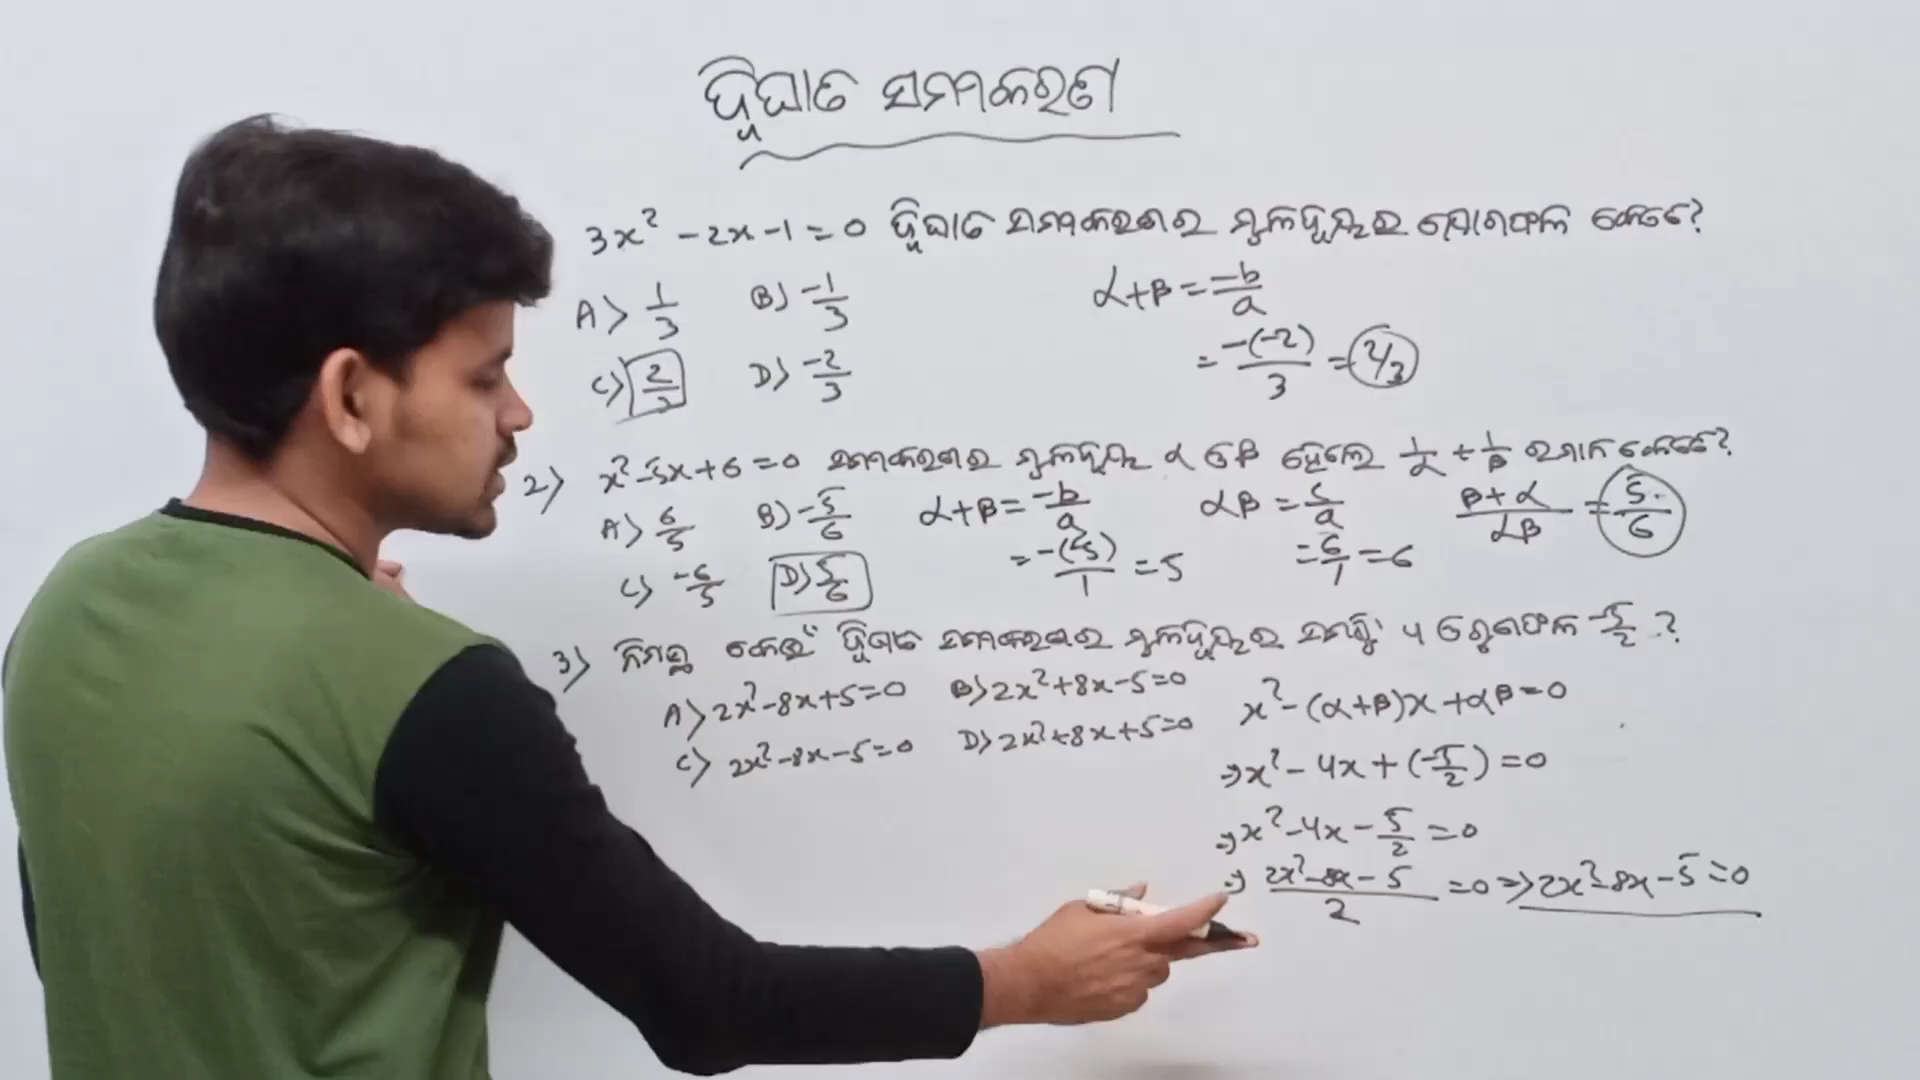 ଦ୍ୱିଘାତ ସମୀକରଣ
3x² - 2x - 1 = 0 ଦ୍ୱିଘାତ ସମୀକରଣର ମୂଳଦ୍ୱୟର ଯୋଗଫଳ କେତେ?
A) 1/3 B) -1/3 α+β = -b/a
C) 2/3 D) -2/3 = -(-2)/3 = 2/3
2) x² - 5x + 6 = 0 ସମୀକରଣର ମୂଳଦ୍ୱୟ α ଓ β ହେଲେ 1/α + 1/β ର ମାନ କେତେ?
A) 6/5 B) -5/6 α+β = -b/a αβ = c/a β+α/αβ = 5/6
C) -6/5 D) 5/6 = -(-5)/1 = 5 = 6/1 = 6
3) ନିମ୍ନସ୍ଥ କେଉଁ ଦ୍ୱିଘାତ ସମୀକରଣର ମୂଳଦ୍ୱୟର ସମଷ୍ଟି 4 ଓ ଗୁଣଫଳ -5/2 ?
A) 2x² - 8x + 5 = 0 B) 2x² + 8x - 5 = 0 x² - (α+β)x + αβ = 0
C) 2x² - 8x - 5 = 0 D) 2x² + 8x + 5 = 0
⇒ x² - 4x + (-5/2) = 0
⇒ x² - 4x - 5/2 = 0
⇒ 2x² - 8x - 5/2 = 0 ⇒ 2x² - 8x - 5 = 0